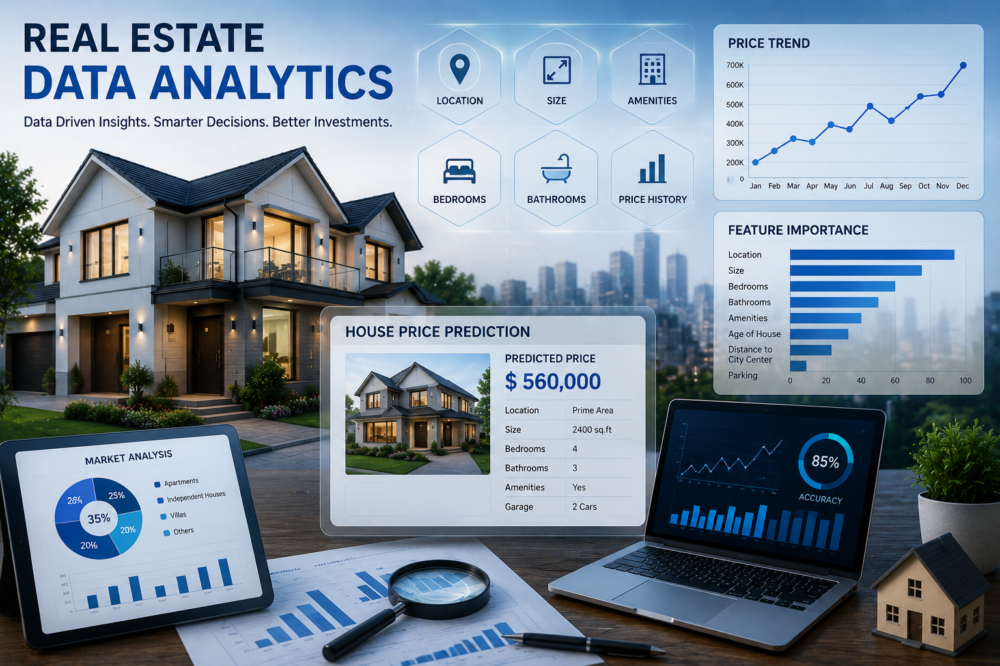 REAL ESTATE
DATA ANALYTICS
Data Driven Insights. Smarter Decisions. Better Investments.
LOCATION
SIZE
AMENITIES
BEDROOMS
BATHROOMS
PRICE HISTORY
PRICE TREND
700K
600K
500K
400K
300K
200K
0
Jan Feb Mar Apr May Jun Jul Aug Sep Oct Nov Dec
FEATURE IMPORTANCE
Location
Size
Bedrooms
Bathrooms
Amenities
Age of House
Distance to
City Center
Parking
0 20 40 60 80 100
HOUSE PRICE PREDICTION
PREDICTED PRICE
$ 560,000
Location Prime Area
Size 2400 sq.ft
Bedrooms 4
Bathrooms 3
Amenities Yes
Garage 2 Cars
MARKET ANALYSIS
26% 25%
35%
20% 20%
Apartments
Independent Houses
Villas
Others
85%
ACCURACY